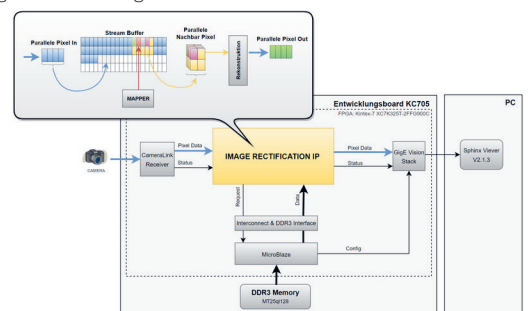 Stream Buffer
Parallele Pixel Out
Parallele Pixel In
Parallele
Nachbar Pixel
Rekonstruktion
MAPPER
Entwicklungsboard KC705
PC
FPGA: Kintex-7 XC7K325T-2FFG900C
CAMERA
CameraLink
Receiver
Pixel Data
Status
IMAGE RECTIFICATION IP
Pixel Data
Status
GigE Vision
Stack
Sphinx Viewer
V2.1.3
Request
Data
Interconnect & DDR3 Interface
MicroBlaze
Config
DDR3 Memory
MT25ql128